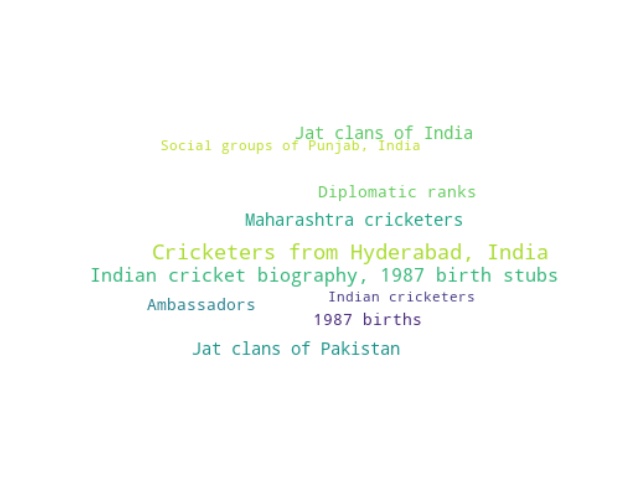 Jat clans of India
Social groups of Punjab, India
Diplomatic ranks
Maharashtra cricketers
Cricketers from Hyderabad, India
Indian cricket biography, 1987 birth stubs
Indian cricketers
Ambassadors
1987 births
Jat clans of Pakistan